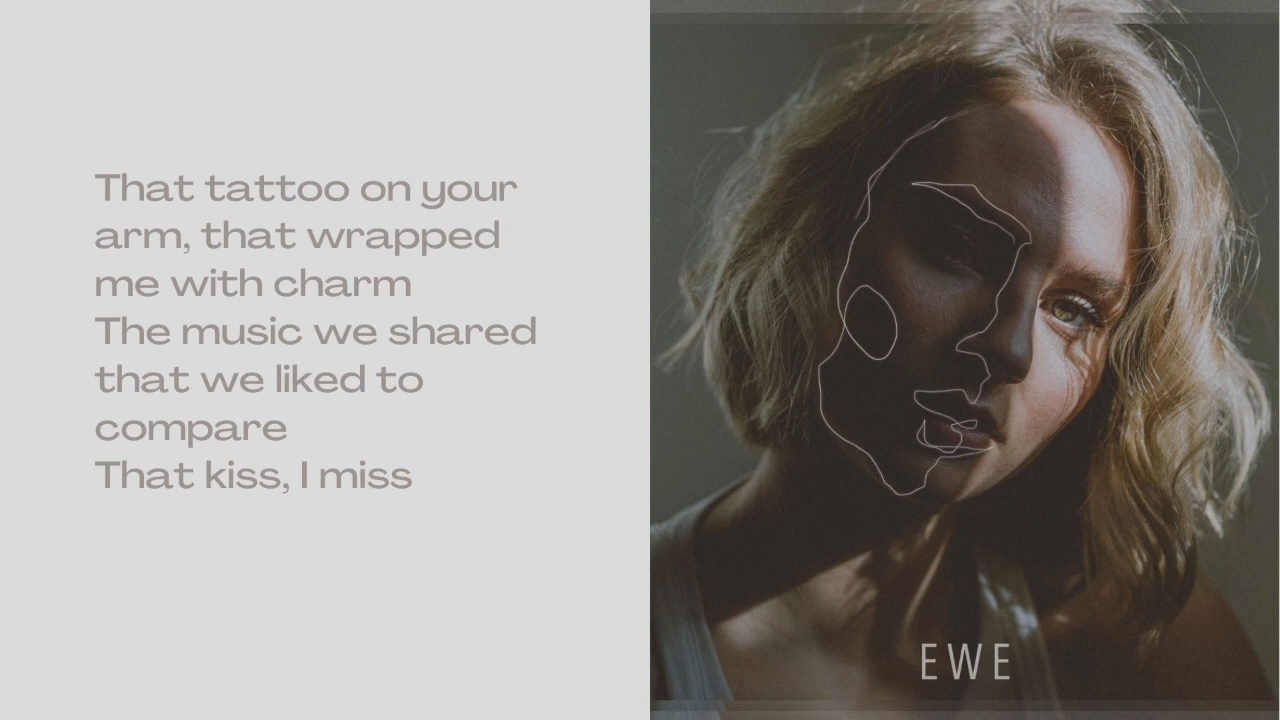 That tattoo on your
arm, that wrapped
me with charm
The music we shared
that we liked to
compare
That kiss, I miss
EWE